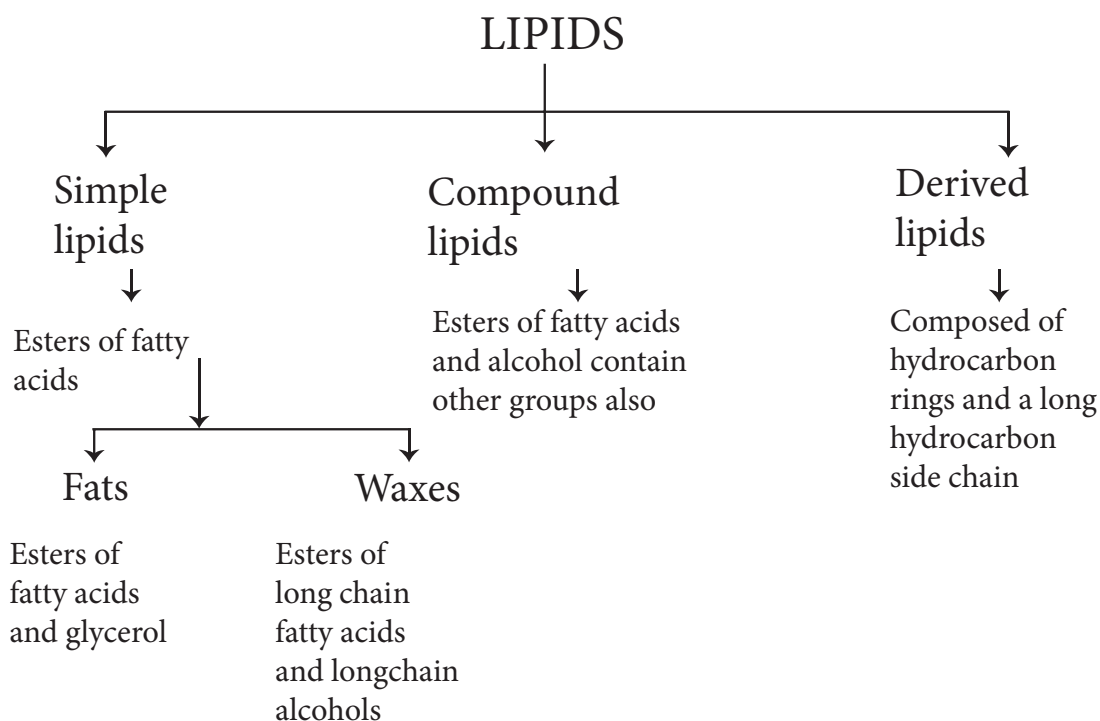 LIPIDS
Simple
lipids
Compound
lipids
Derived
lipids
Esters of fatty
acids
Esters of fatty acids
and alcohol contain
other groups also
Composed of
hydrocarbon
rings and a long
hydrocarbon
side chain
Fats
Waxes
Esters of
fatty acids
and glycerol
Esters of
long chain
fatty acids
and longchain
alcohols